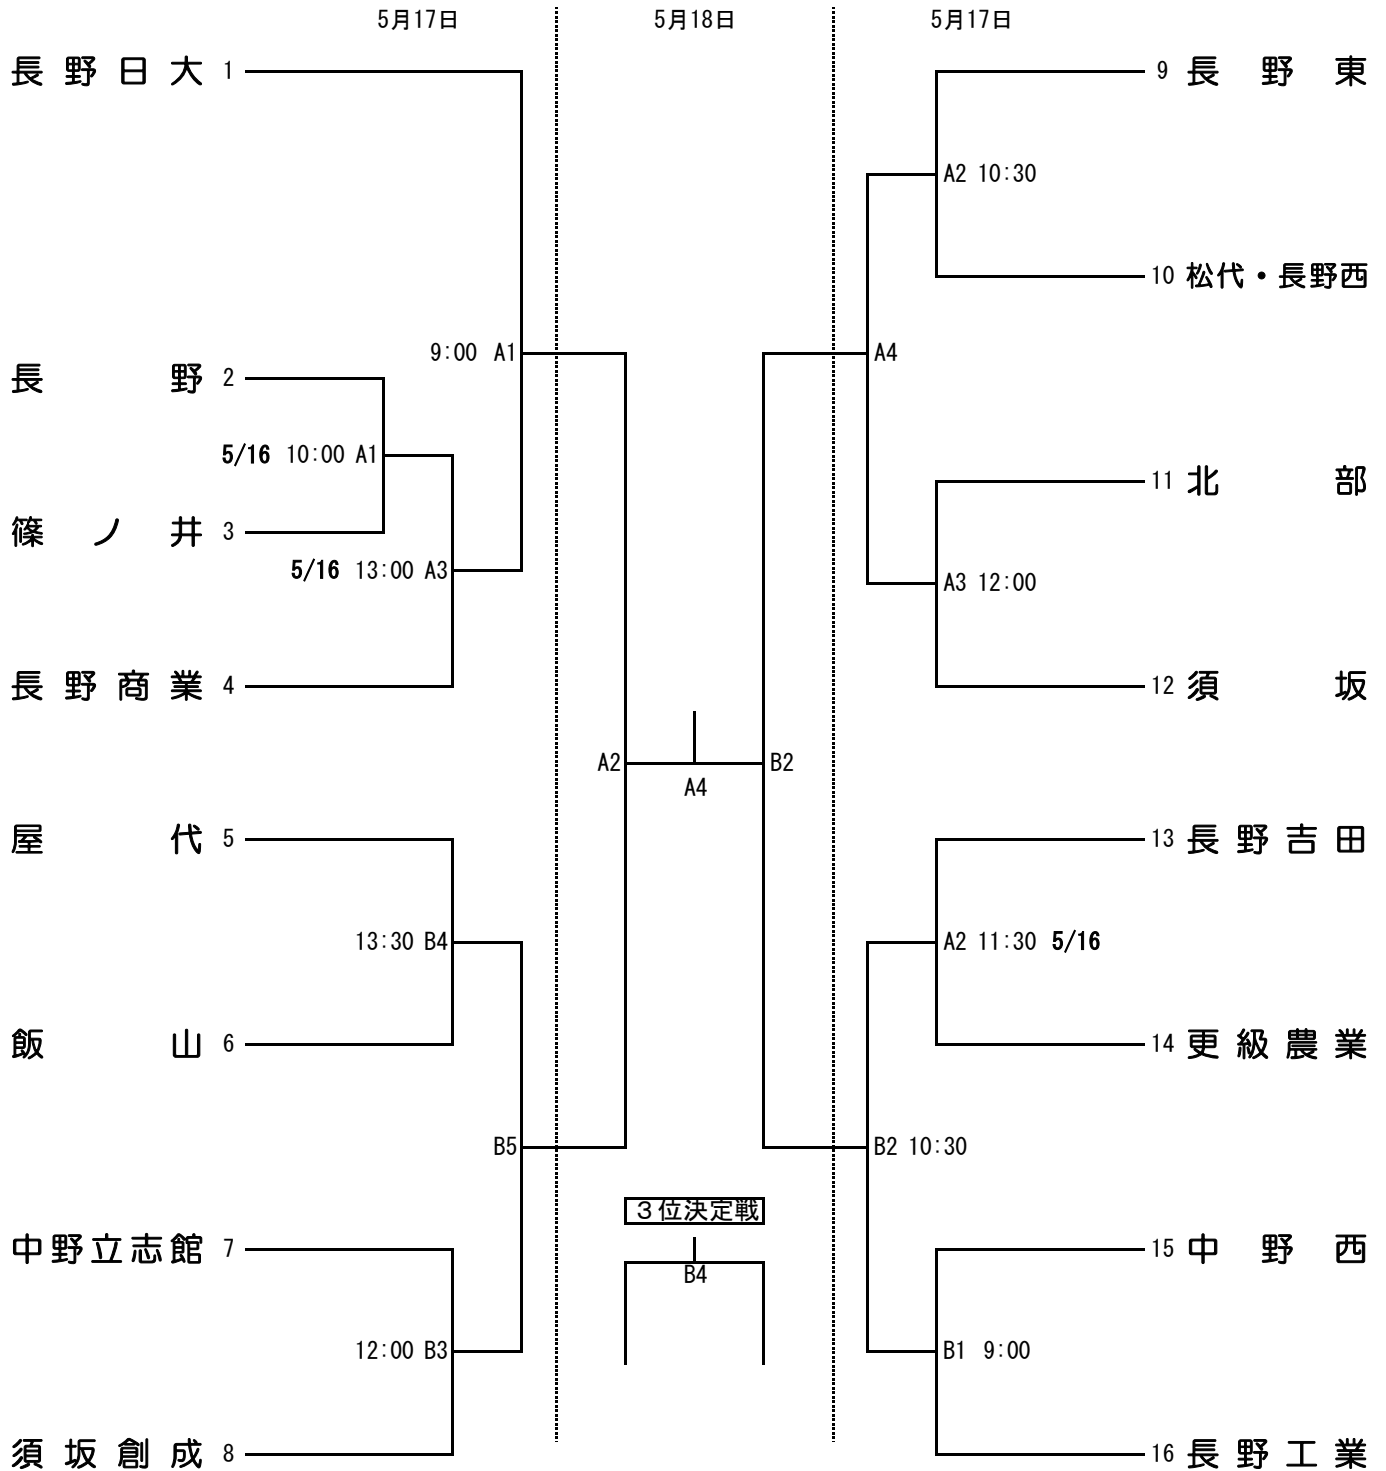 5月17日 5月18日 5月17日
長野日大 1
9 長野東
A2 10:30
10 松代・長野西
9:00 A1
A4
長野 2
5/16 10:00 A1
11 北部
篠ノ井 3
5/16 13:00 A3
A3 12:00
長野商業 4
12 須坂
A2
B2
A4
屋代 5
13 長野吉田
13:30 B4
A2 11:30 5/16
飯山 6
14 更級農業
B5
B2 10:30
3位決定戦
中野立志館 7
15 中野西
B4
12:00 B3
B1 9:00
須坂創成 8
16 長野工業